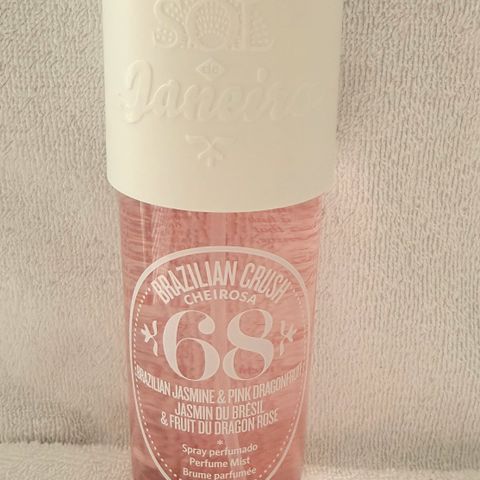 SOL
de
Janeiro
BRAZILIAN CRUSH
CHEIROSA
68
BRAZILIAN JASMINE & PINK DRAGONFRUIT
JASMIN DU BRÉSIL
& FRUIT DU DRAGON ROSE
*
Spray perfumado
Perfume Mist
Brume parfumée